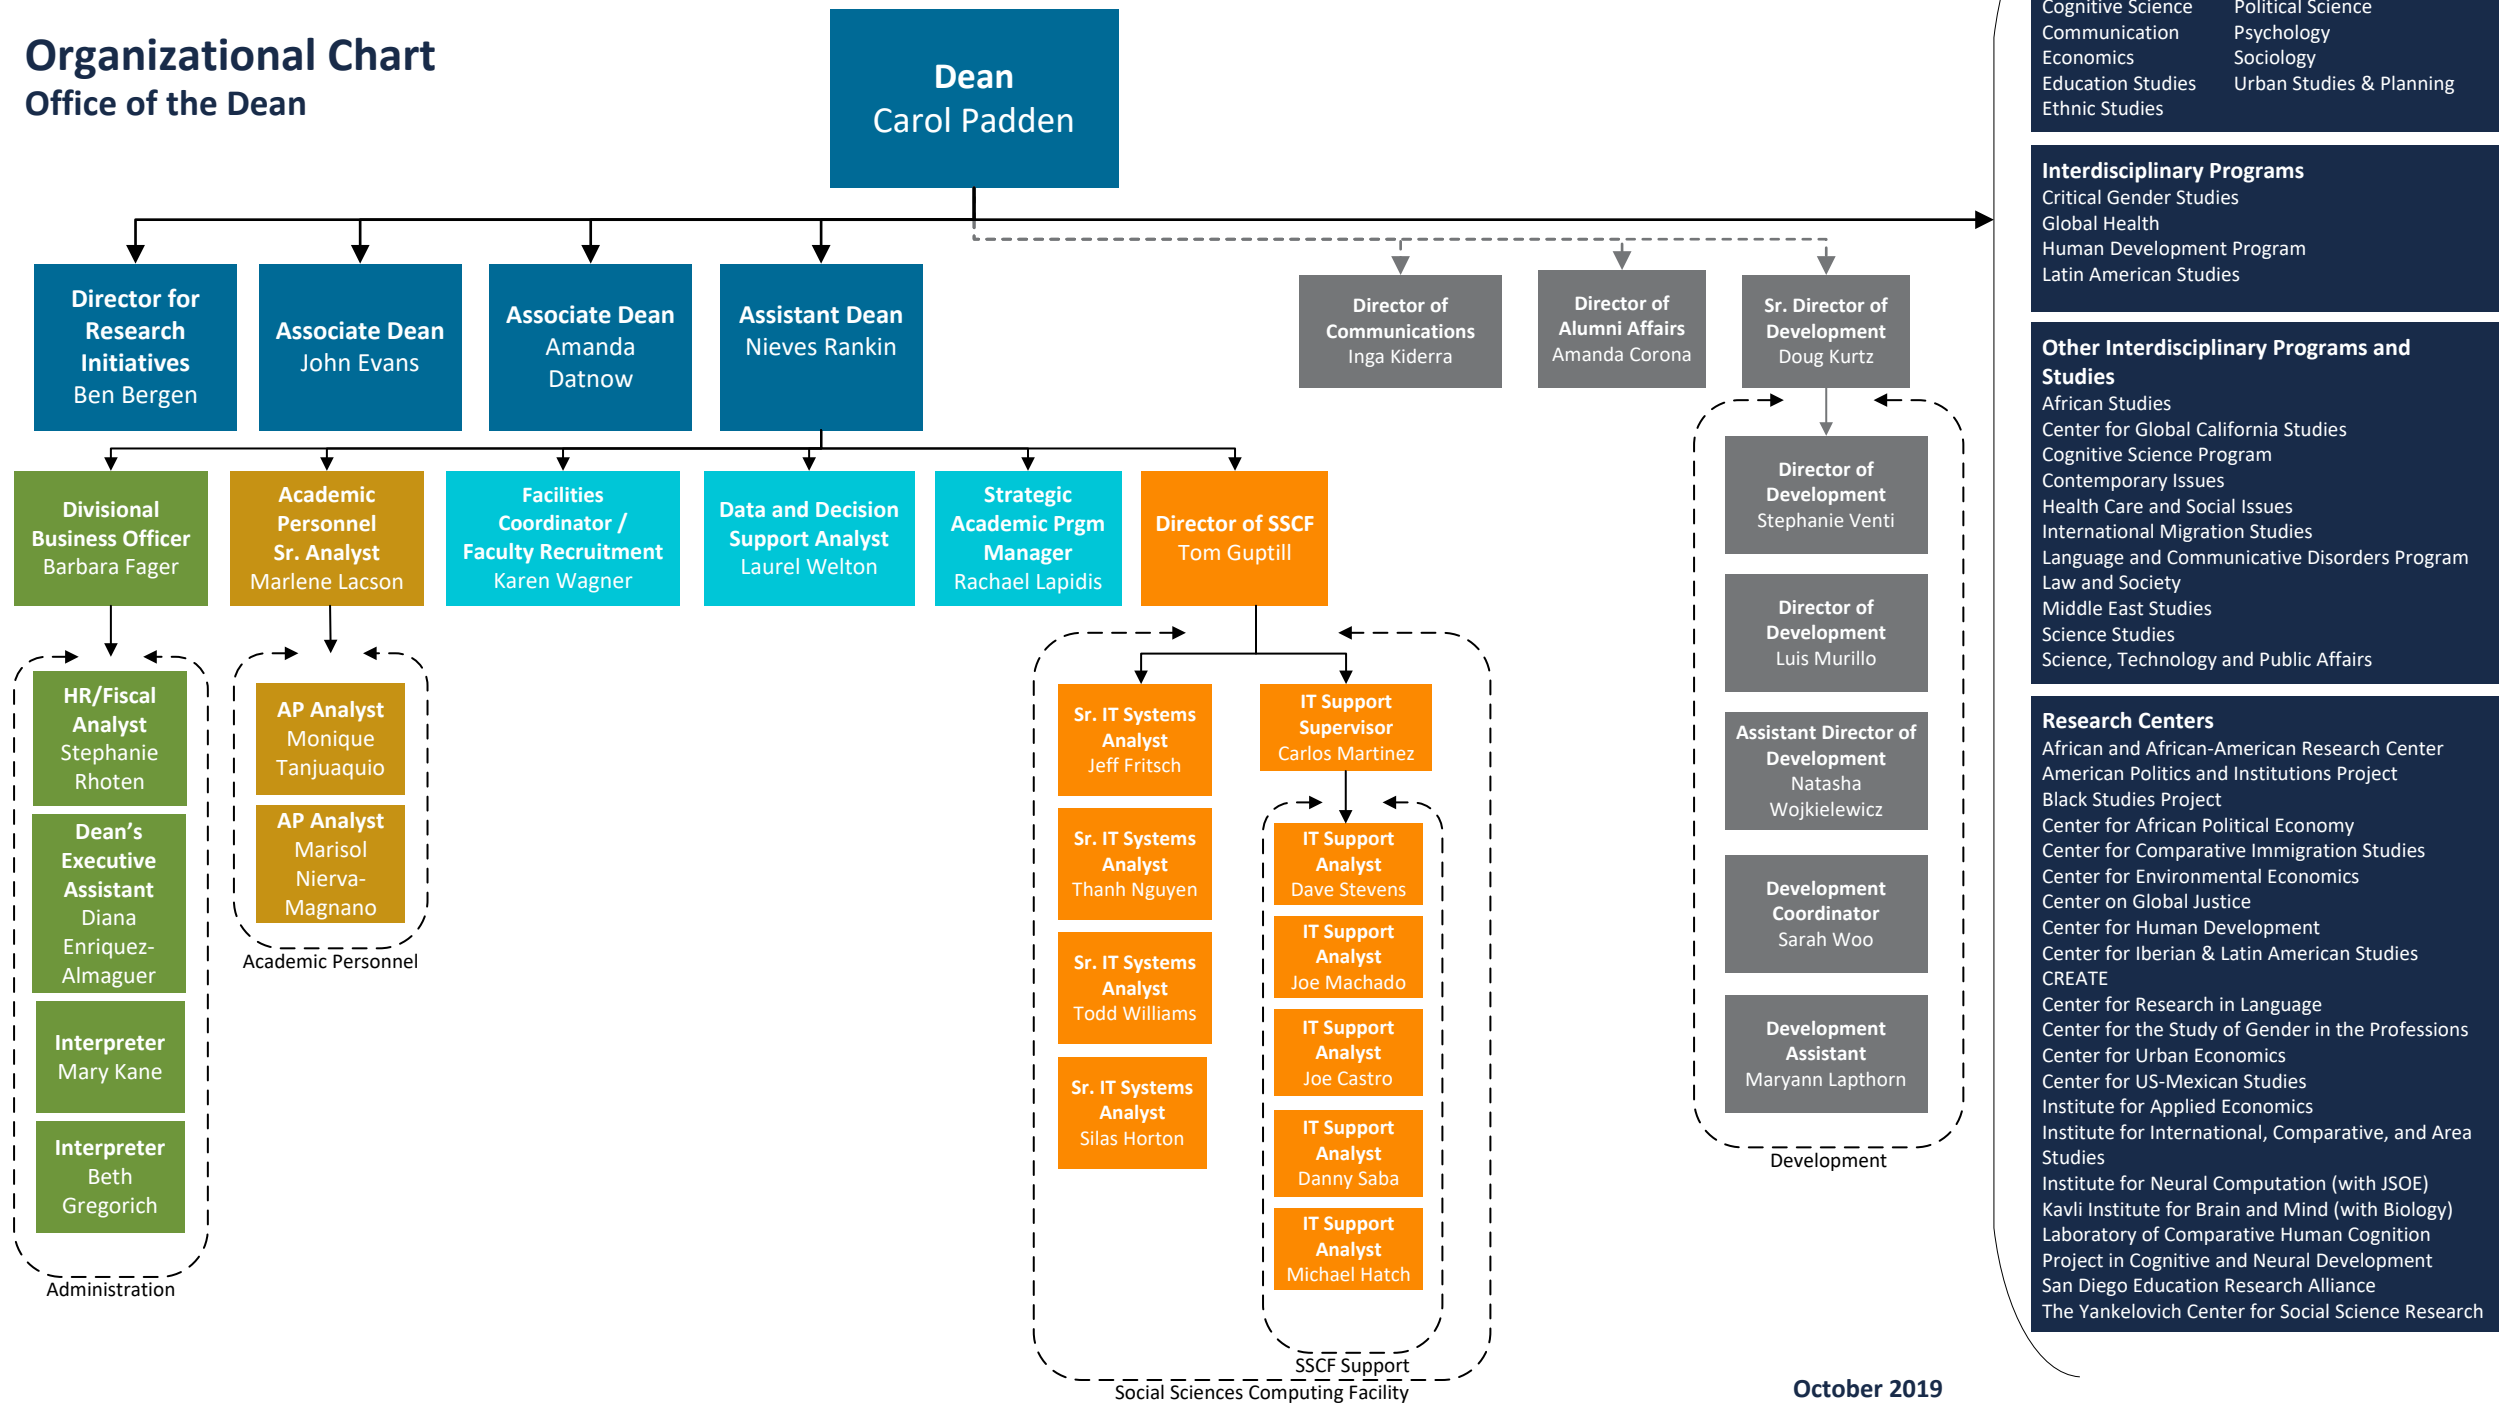 Organizational Chart
Office of the Dean
Dean
Carol Padden
Director for
Research
Initiatives
Ben Bergen
Associate Dean
John Evans
Associate Dean
Amanda
Datnow
Assistant Dean
Nieves Rankin
Director of
Communications
Inga Kiderra
Director of
Alumni Affairs
Amanda Corona
Sr. Director of
Development
Doug Kurtz
Divisional
Business Officer
Barbara Fager
Academic
Personnel
Sr. Analyst
Marlene Lacson
Facilities
Coordinator /
Faculty Recruitment
Karen Wagner
Data and Decision
Support Analyst
Laurel Welton
Strategic
Academic Prgm
Manager
Rachael Lapidis
Director of SSCF
Tom Guptill
HR/Fiscal
Analyst
Stephanie
Rhoten
Dean's
Executive
Assistant
Diana
Enriquez-
Almaguer
Interpreter
Mary Kane
Interpreter
Beth
Gregorich
Administration
AP Analyst
Monique
Tanjuaquio
AP Analyst
Marisol
Nierva-
Magnano
Academic Personnel
Sr. IT Systems
Analyst
Jeff Fritsch
Sr. IT Systems
Analyst
Thanh Nguyen
Sr. IT Systems
Analyst
Todd Williams
Sr. IT Systems
Analyst
Silas Horton
IT Support
Supervisor
Carlos Martinez
IT Support
Analyst
Dave Stevens
IT Support
Analyst
Joe Machado
IT Support
Analyst
Joe Castro
IT Support
Analyst
Danny Saba
IT Support
Analyst
Michael Hatch
SSCF Support
Social Sciences Computing Facility
Director of
Development
Stephanie Venti
Director of
Development
Luis Murillo
Assistant Director of
Development
Natasha
Wojkielewicz
Development
Coordinator
Sarah Woo
Development
Assistant
Maryann Lapthorn
Development
Cognitive Science
Communication
Economics
Education Studies
Ethnic Studies
Political Science
Psychology
Sociology
Urban Studies & Planning
Interdisciplinary Programs
Critical Gender Studies
Global Health
Human Development Program
Latin American Studies
Other Interdisciplinary Programs and
Studies
African Studies
Center for Global California Studies
Cognitive Science Program
Contemporary Issues
Health Care and Social Issues
International Migration Studies
Language and Communicative Disorders Program
Law and Society
Middle East Studies
Science Studies
Science, Technology and Public Affairs
Research Centers
African and African-American Research Center
American Politics and Institutions Project
Black Studies Project
Center for African Political Economy
Center for Comparative Immigration Studies
Center for Environmental Economics
Center on Global Justice
Center for Human Development
Center for Iberian & Latin American Studies
CREATE
Center for Research in Language
Center for the Study of Gender in the Professions
Center for Urban Economics
Center for US-Mexican Studies
Institute for Applied Economics
Institute for International, Comparative, and Area
Studies
Institute for Neural Computation (with JSOE)
Kavli Institute for Brain and Mind (with Biology)
Laboratory of Comparative Human Cognition
Project in Cognitive and Neural Development
San Diego Education Research Alliance
The Yankelovich Center for Social Science Research
October 2019